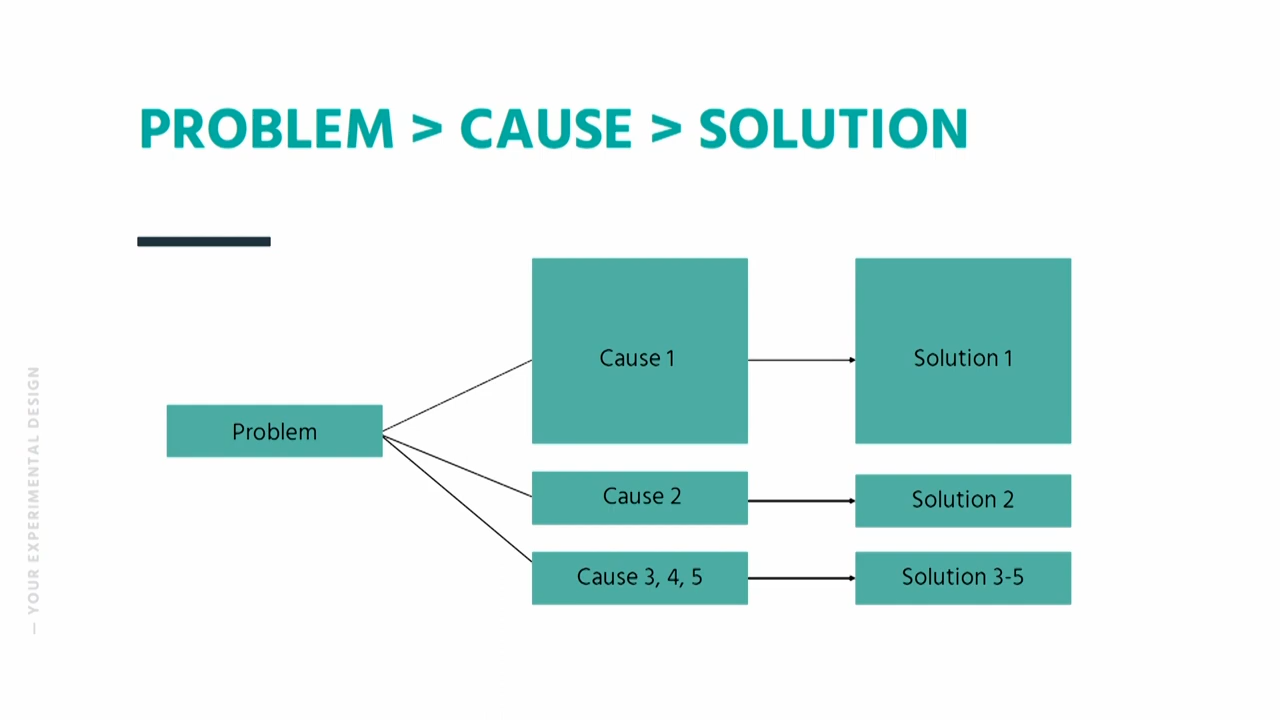 PROBLEM > CAUSE > SOLUTION
Problem
Cause 1
Solution 1
Cause 2
Solution 2
Cause 3, 4, 5
Solution 3-5
— YOUR EXPERIMENTAL DESIGN